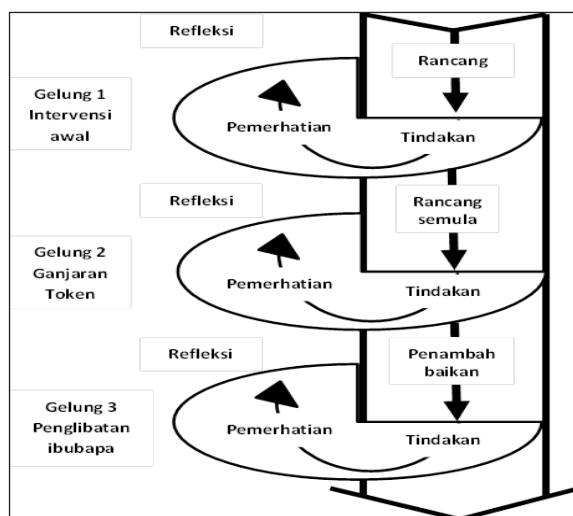 Refleksi
Rancang
Gelung 1
Intervensi
awal
Pemerhatian
Tindakan
Refleksi
Rancang
semula
Gelung 2
Ganjaran
Token
Pemerhatian
Tindakan
Refleksi
Penambah
baikan
Gelung 3
Penglibatan
ibubapa
Pemerhatian
Tindakan